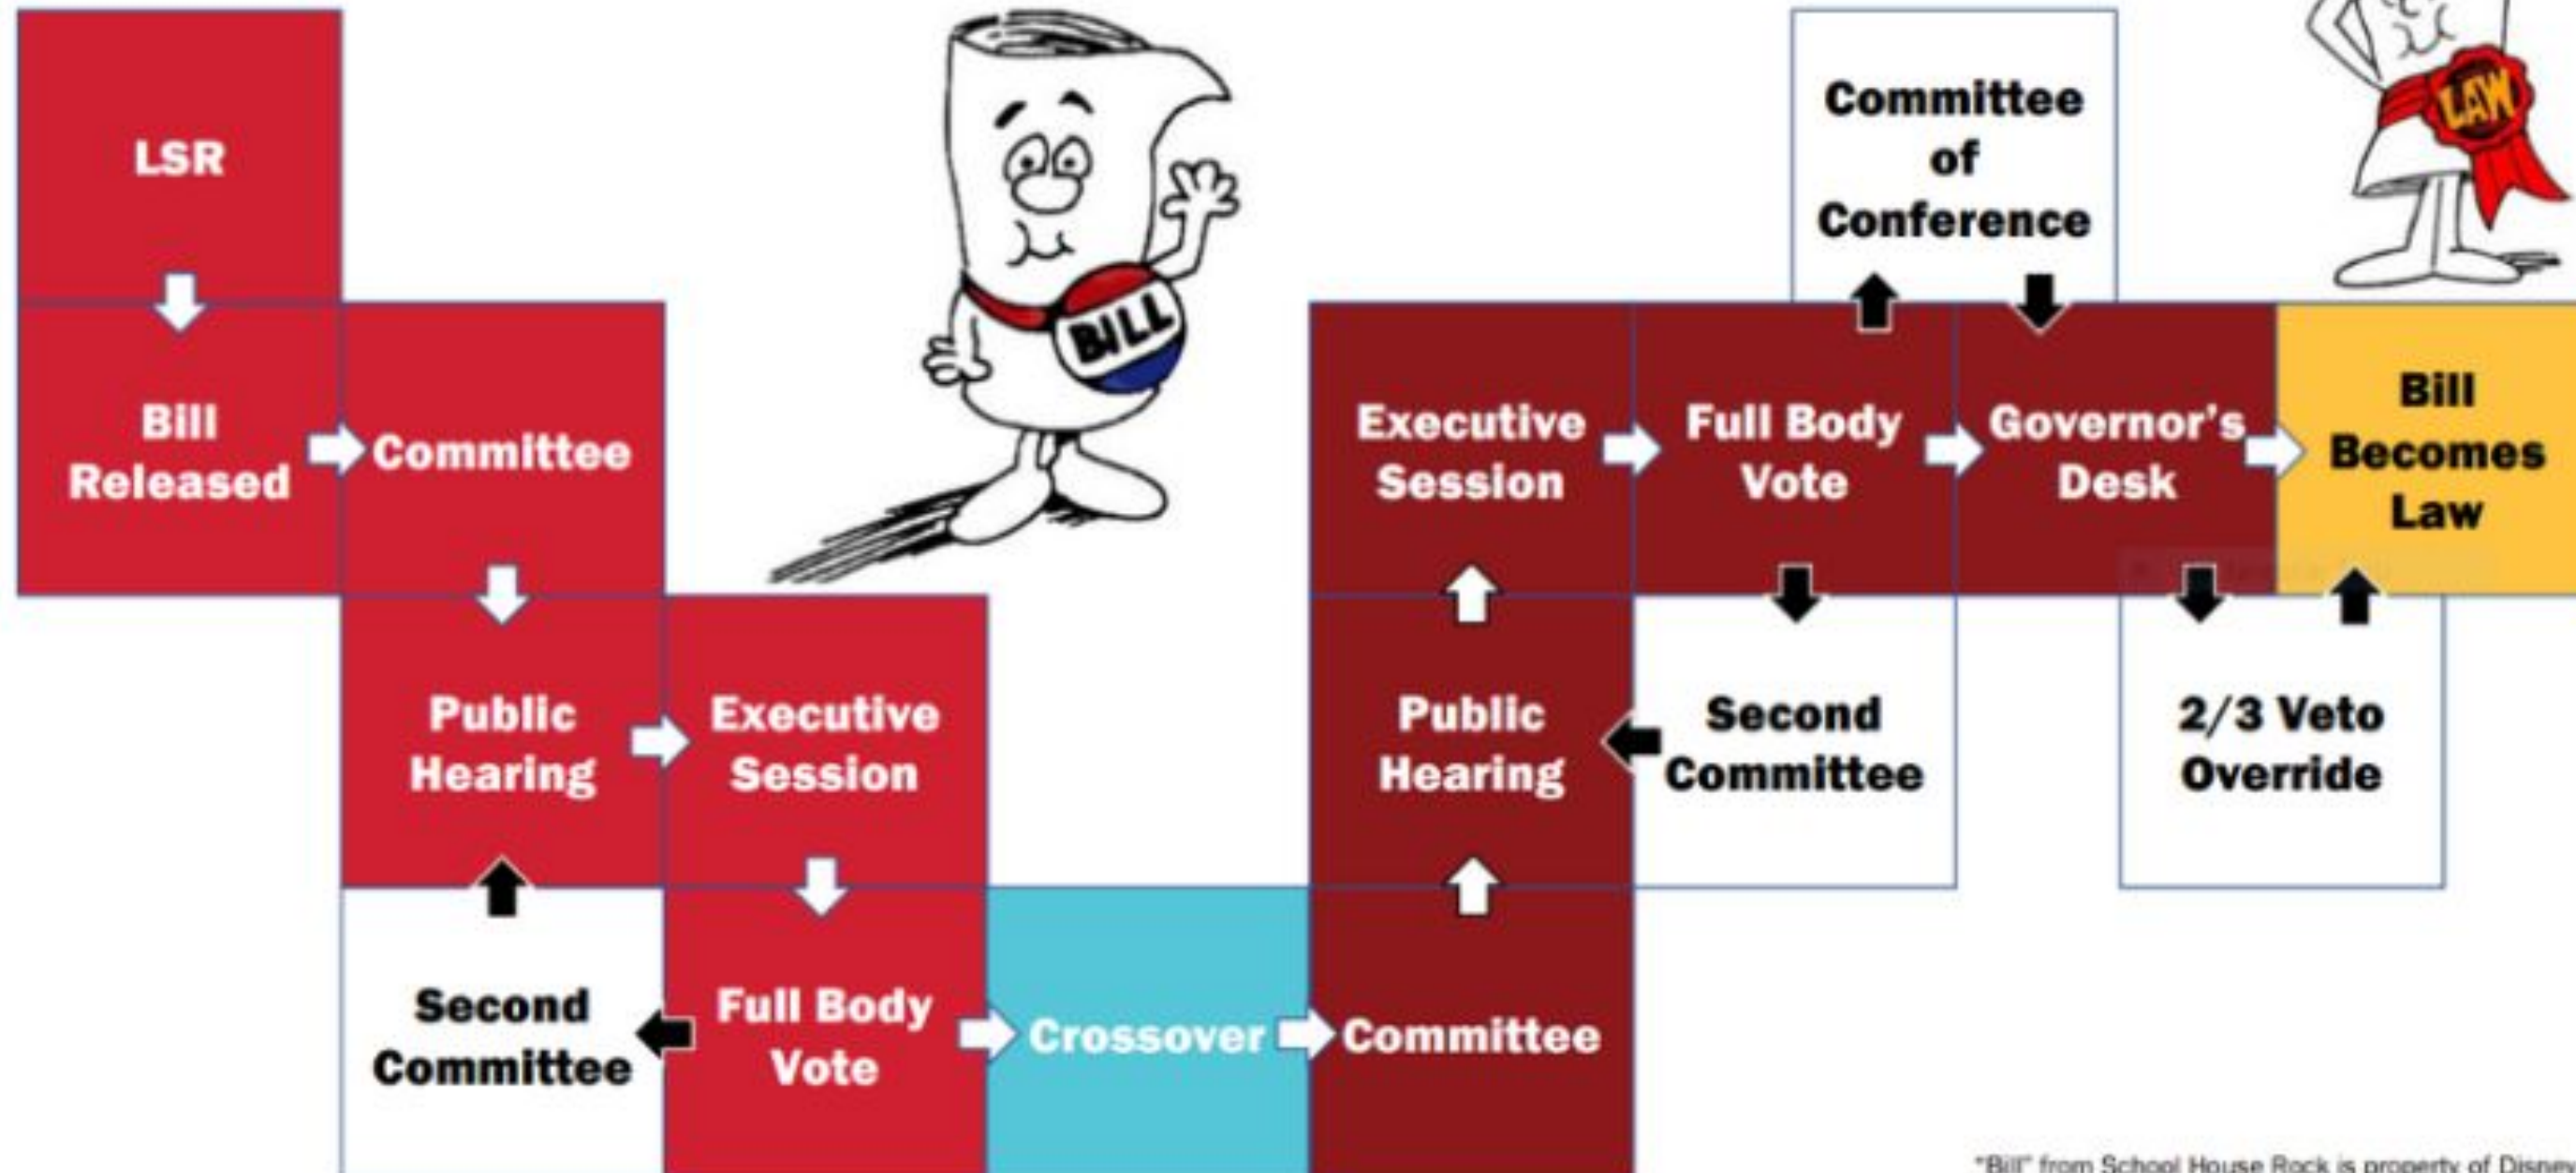 LSR
Bill
Released
Committee
Public
Hearing
Executive
Session
Second
Committee
Full Body
Vote
Crossover
Committee
Public
Hearing
Executive
Session
Full Body
Vote
Second
Committee
Committee
of
Conference
Governor's
Desk
2/3 Veto
Override
Bill
Becomes
Law
BILL
LAW
"Bill" from School House Rock is property of Disney